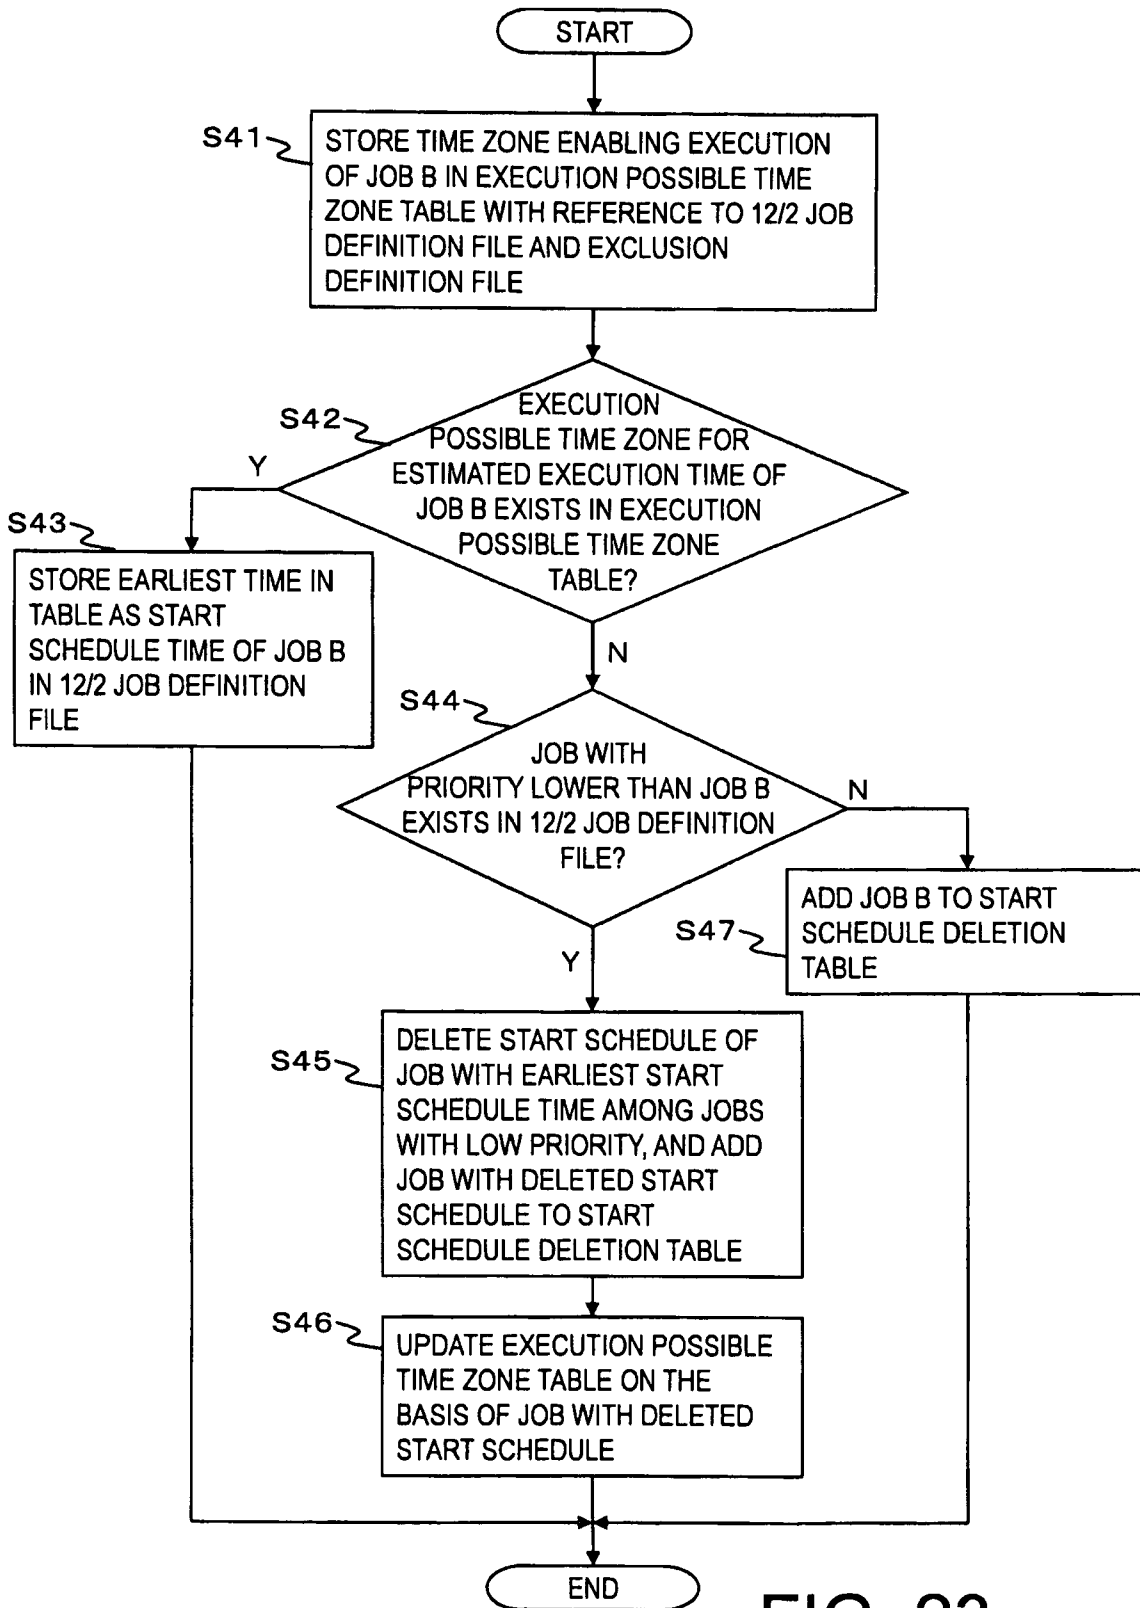 START
S41
STORE TIME ZONE ENABLING EXECUTION
OF JOB B IN EXECUTION POSSIBLE TIME
ZONE TABLE WITH REFERENCE TO 12/2 JOB
DEFINITION FILE AND EXCLUSION
DEFINITION FILE
S42
EXECUTION
POSSIBLE TIME ZONE FOR
ESTIMATED EXECUTION TIME OF
JOB B EXISTS IN EXECUTION
POSSIBLE TIME ZONE
TABLE?
Y
N
S43
STORE EARLIEST TIME IN
TABLE AS START
SCHEDULE TIME OF JOB B
IN 12/2 JOB DEFINITION
FILE
S44
JOB WITH
PRIORITY LOWER THAN JOB B
EXISTS IN 12/2 JOB DEFINITION
FILE?
N
Y
S47
ADD JOB B TO START
SCHEDULE DELETION
TABLE
S45
DELETE START SCHEDULE OF
JOB WITH EARLIEST START
SCHEDULE TIME AMONG JOBS
WITH LOW PRIORITY, AND ADD
JOB WITH DELETED START
SCHEDULE TO START
SCHEDULE DELETION TABLE
S46
UPDATE EXECUTION POSSIBLE
TIME ZONE TABLE ON THE
BASIS OF JOB WITH DELETED
START SCHEDULE
END